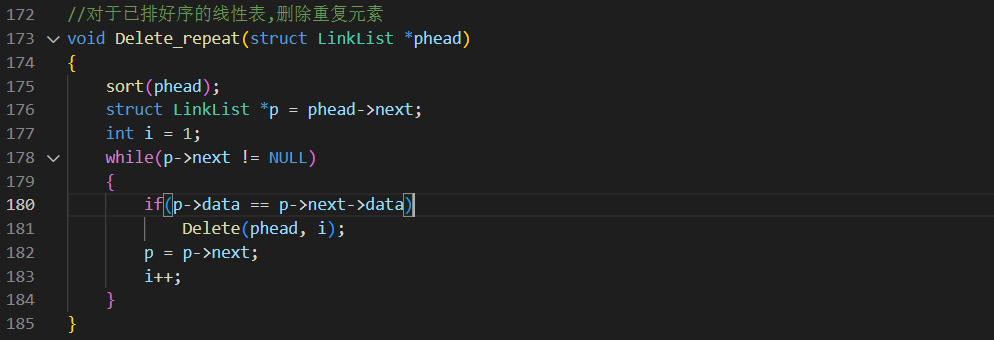 172 //对于已排好序的线性表,删除重复元素
173 void Delete_repeat(struct LinkList *phead)
174 {
175 sort(phead);
176 struct LinkList *p = phead->next;
177 int i = 1;
178 while(p->next != NULL)
179 {
180 if(p->data == p->next->data)
181 Delete(phead, i);
182 p = p->next;
183 i++;
184 }
185 }